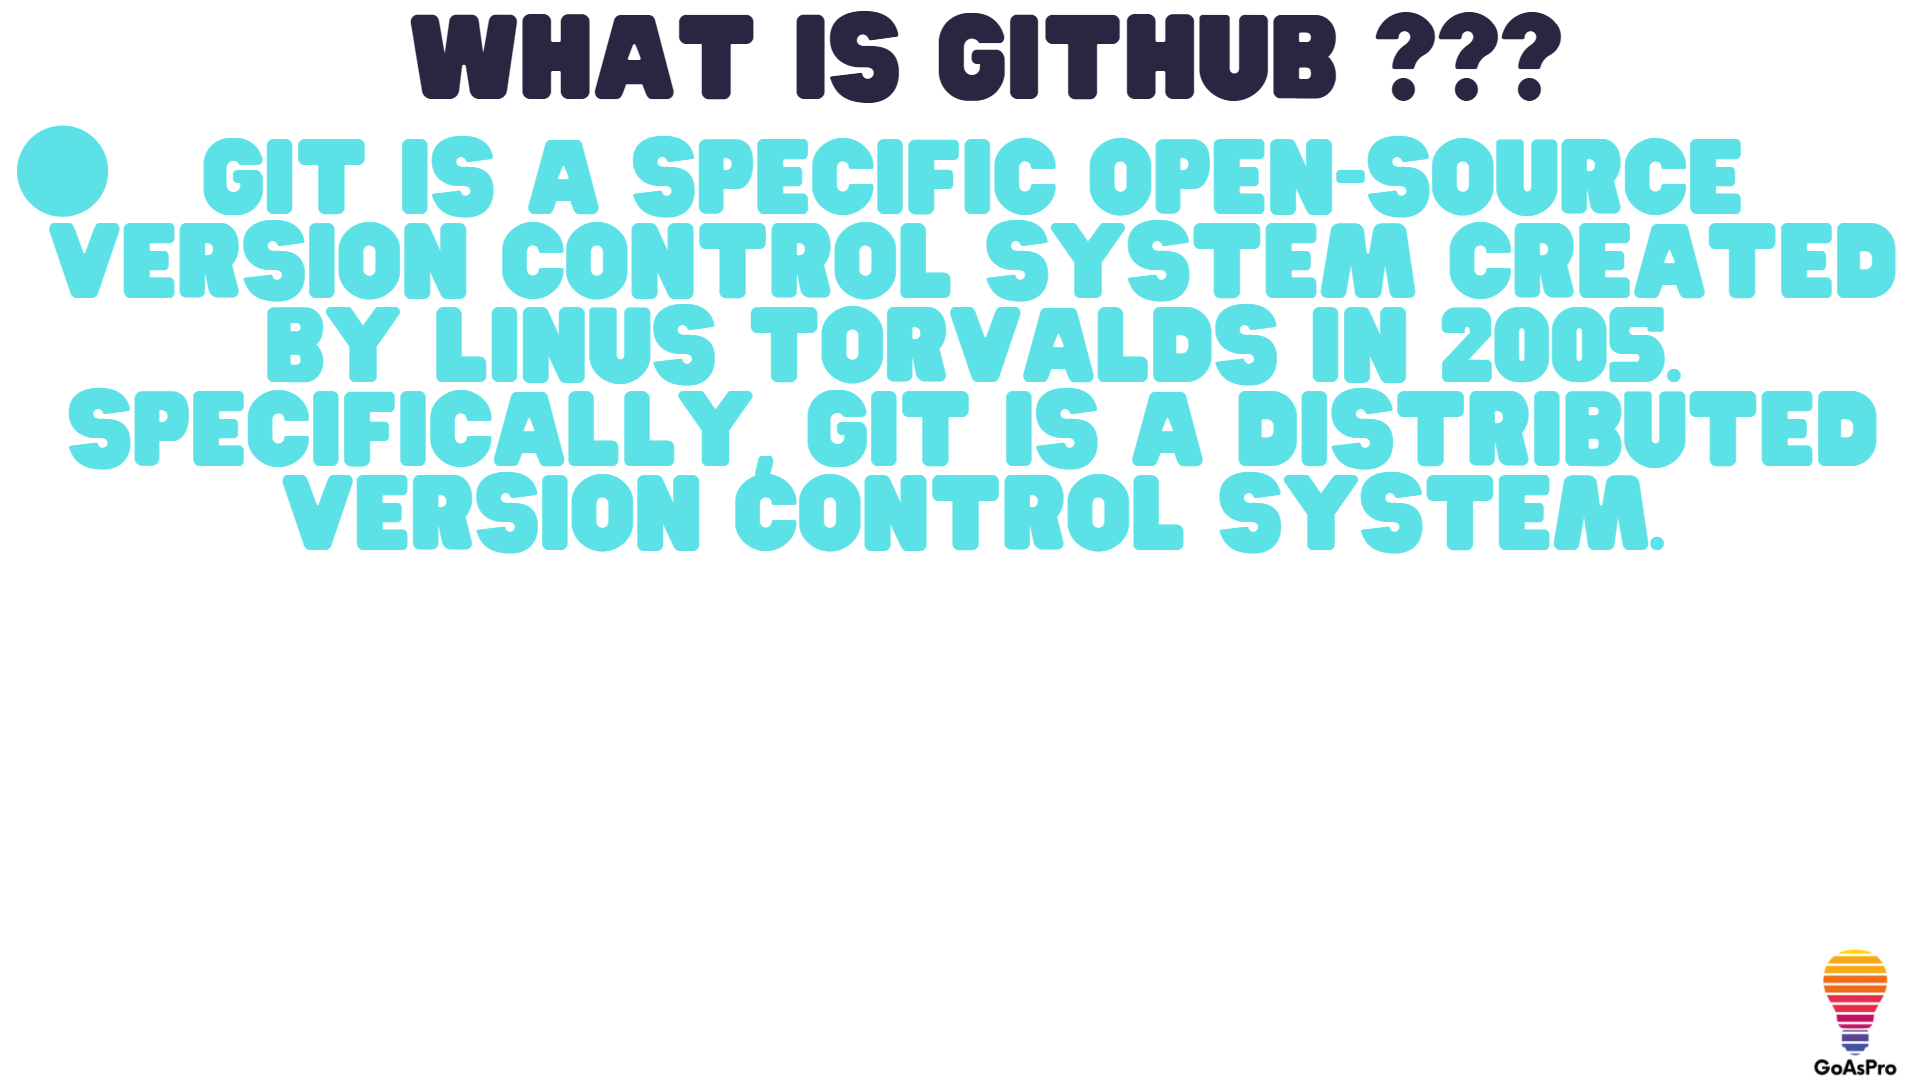 WHAT IS GITHUB ???
GIT IS A SPECIFIC OPEN-SOURCE
VERSION CONTROL SYSTEM CREATED
BY LINUS TORVALDS IN 2005.
SPECIFICALLY, GIT IS A DISTRIBUTED
VERSION CONTROL SYSTEM.
GoAsPro